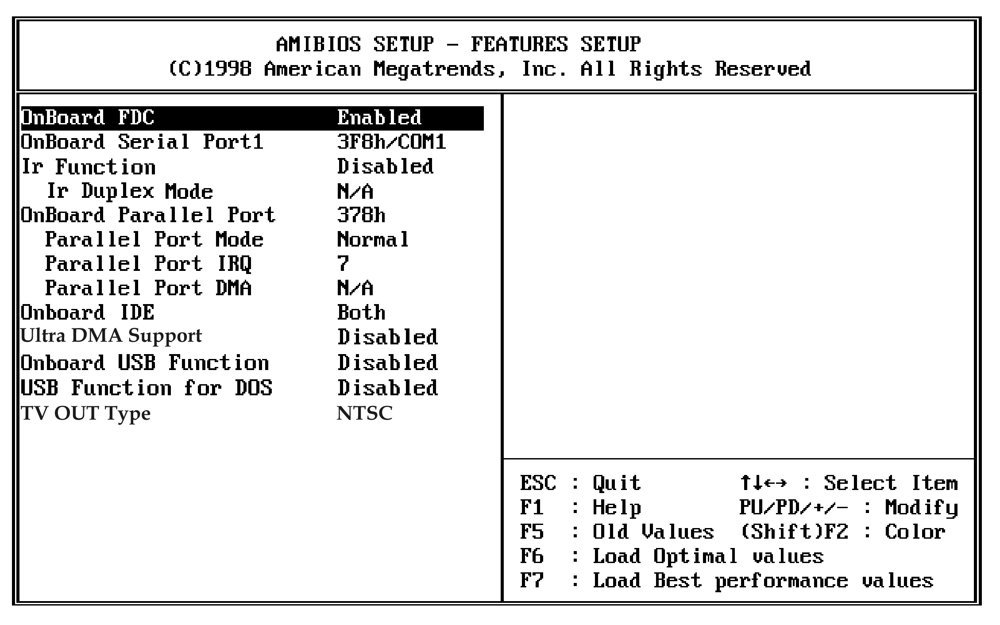 AMIBIOS SETUP - FEATURES SETUP
(C)1998 American Megatrends, Inc. All Rights Reserved
OnBoard FDC Enabled
OnBoard Serial Port1 3F8h/COM1
Ir Function Disabled
Ir Duplex Mode N/A
OnBoard Parallel Port 378h
Parallel Port Mode Normal
Parallel Port IRQ 7
Parallel Port DMA N/A
Onboard IDE Both
Ultra DMA Support Disabled
Onboard USB Function Disabled
USB Function for DOS Disabled
TV OUT Type NTSC
ESC : Quit ↑↓←→ : Select Item
F1 : Help PU/PD/+/- : Modify
F5 : Old Values (Shift)F2 : Color
F6 : Load Optimal values
F7 : Load Best performance values